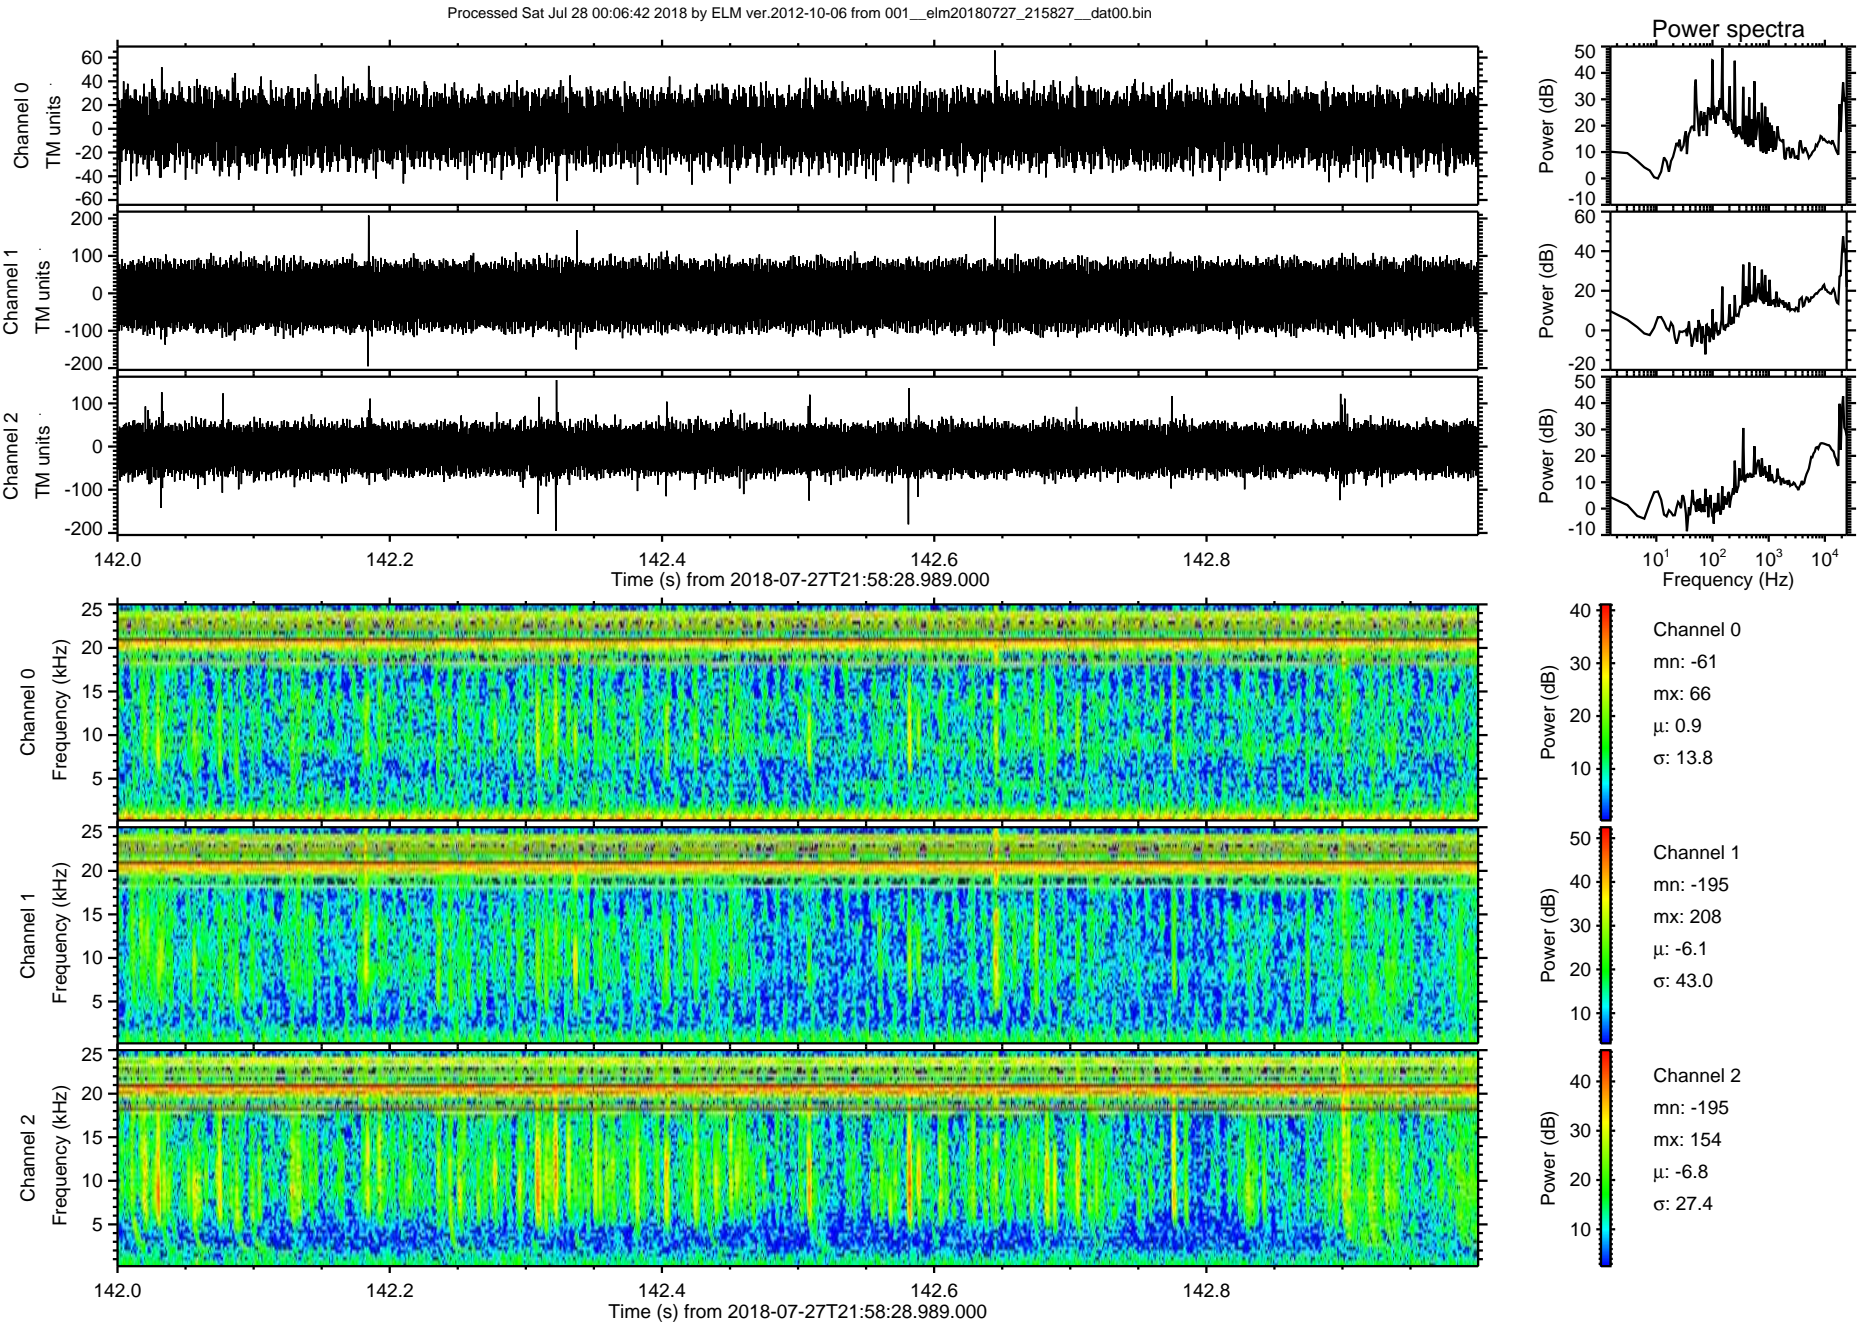 Processed Sat Jul 28 00:06:42 2018 by ELM ver.2012-10-06 from 001__elm20180727_215827__dat00.bin
Power spectra
Channel 0
TM units
60
40
20
0
-20
-40
-60
Power (dB)
50
40
30
20
10
0
-10
Channel 1
TM units
200
100
0
-100
-200
Power (dB)
60
40
20
0
-20
Channel 2
TM units
100
0
-100
-200
Power (dB)
50
40
30
20
10
0
-10
142.0 142.2 142.4 142.6 142.8
Time (s) from 2018-07-27T21:58:28.989.000
10^1 10^2 10^3 10^4
Frequency (Hz)
Channel 0
Frequency (kHz)
25
20
15
10
5
Power (dB)
40
30
20
10
Channel 0
mn: -61
mx: 66
μ: 0.9
σ: 13.8
Channel 1
Frequency (kHz)
25
20
15
10
5
Power (dB)
50
40
30
20
10
Channel 1
mn: -195
mx: 208
μ: -6.1
σ: 43.0
Channel 2
Frequency (kHz)
25
20
15
10
5
Power (dB)
40
30
20
10
Channel 2
mn: -195
mx: 154
μ: -6.8
σ: 27.4
142.0 142.2 142.4 142.6 142.8
Time (s) from 2018-07-27T21:58:28.989.000